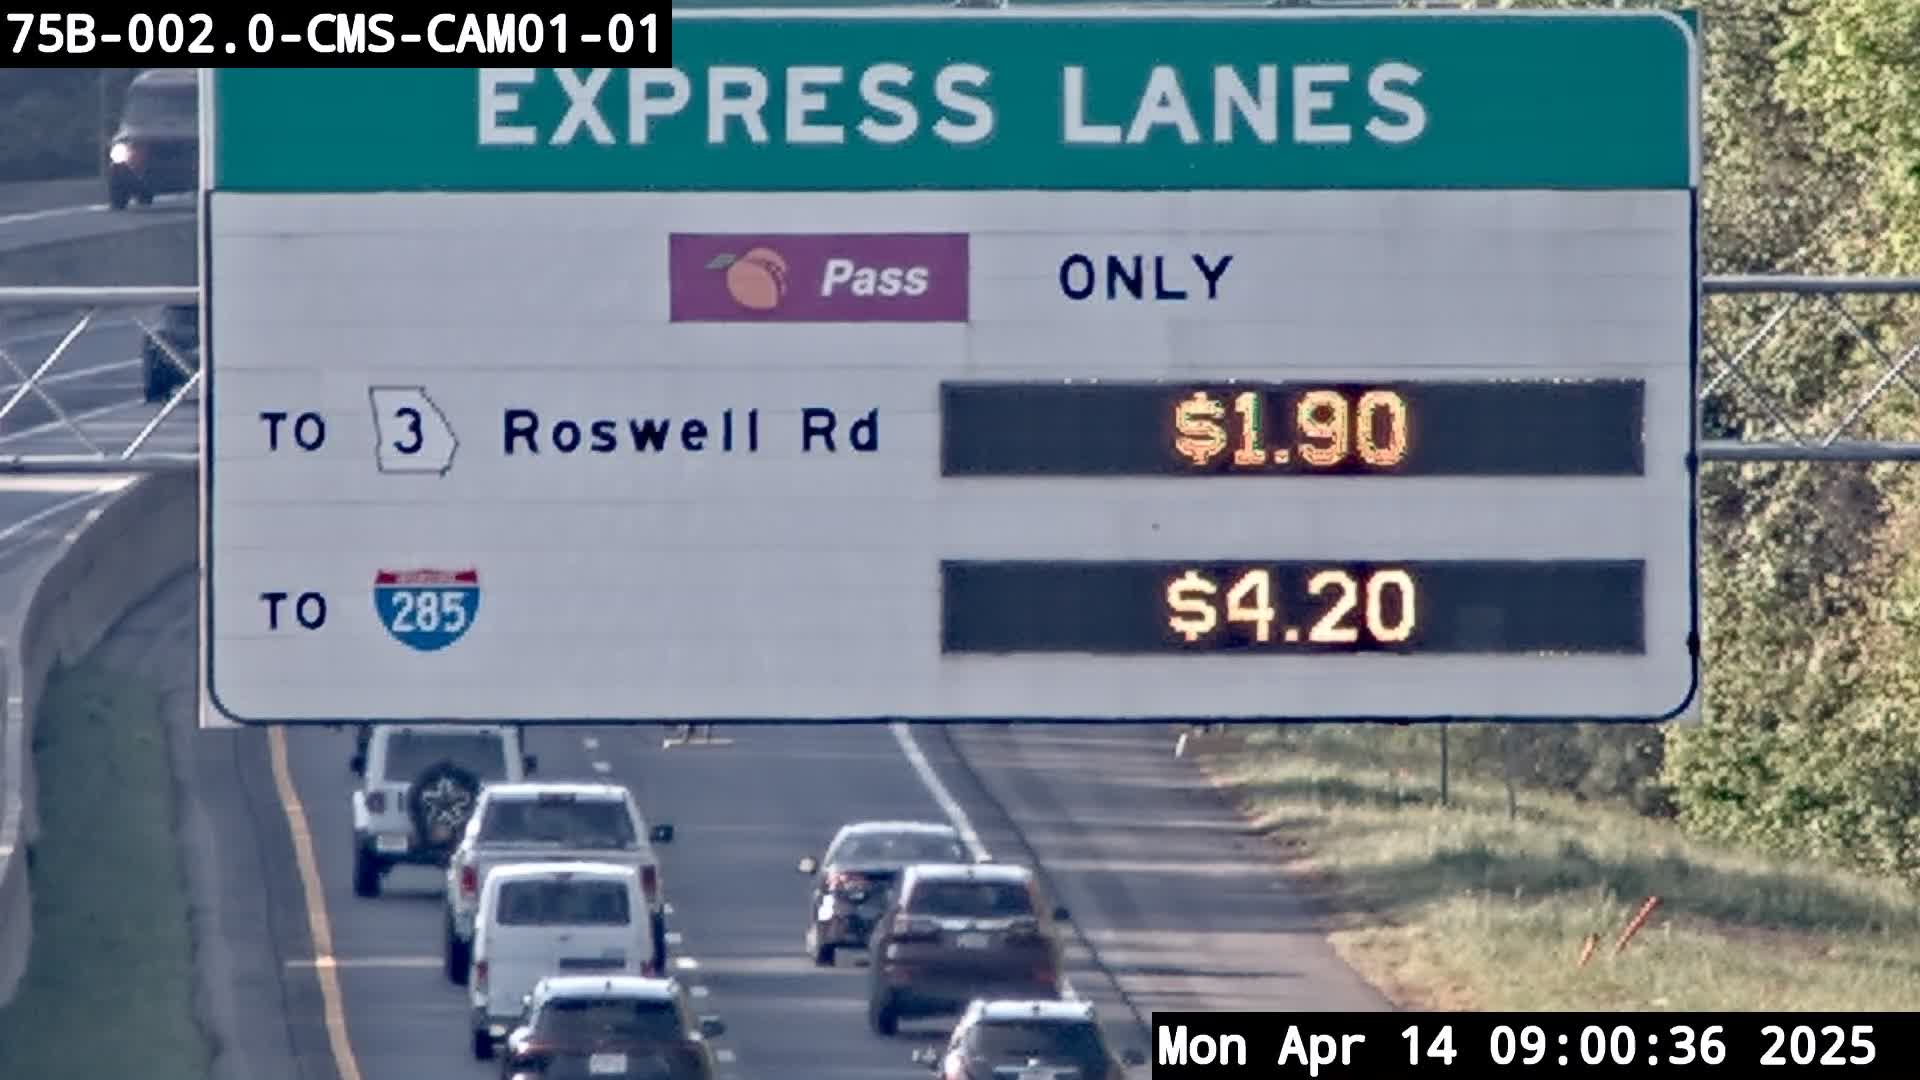 75B-002.0-CMS-CAM01-01
EXPRESS LANES
Pass ONLY
TO 3 Roswell Rd $1.90
TO 285 $4.20
Mon Apr 14 09:00:36 2025